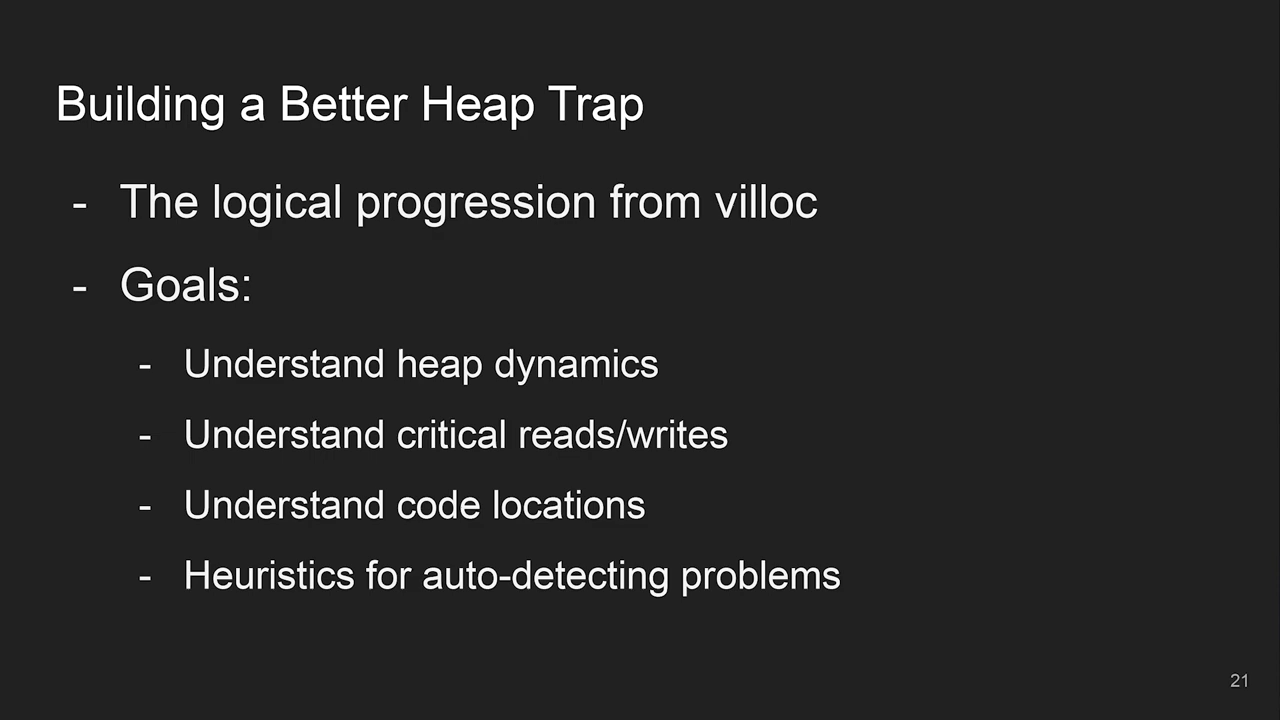 Building a Better Heap Trap
- The logical progression from villoc
- Goals:
- Understand heap dynamics
- Understand critical reads/writes
- Understand code locations
- Heuristics for auto-detecting problems
21